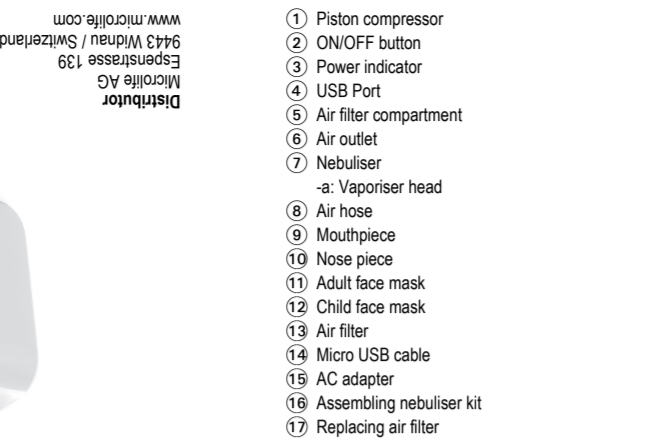 Distributor
Microlife AG
Espenstrasse 139
9443 Widnau / Switzerland
www.microlife.com
1 Piston compressor
2 ON/OFF button
3 Power indicator
4 USB Port
5 Air filter compartment
6 Air outlet
7 Nebuliser
-a: Vaporiser head
8 Air hose
9 Mouthpiece
10 Nose piece
11 Adult face mask
12 Child face mask
13 Air filter
14 Micro USB cable
15 AC adapter
16 Assembling nebuliser kit
17 Replacing air filter